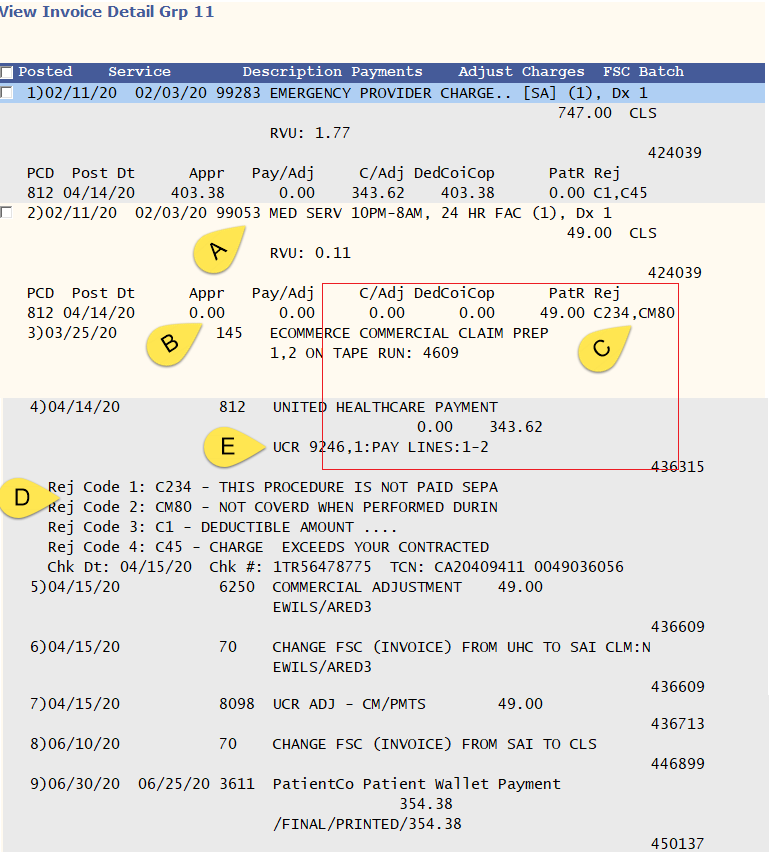 View Invoice Detail Grp 11
Posted Service Description Payments Adjust Charges FSC Batch
1)02/11/20 02/03/20 99283 EMERGENCY PROVIDER CHARGE.. [SA] (1), Dx 1
747.00 CLS
RVU: 1.77
424039
PCD Post Dt Appr Pay/Adj C/Adj DedCoiCop PatR Rej
812 04/14/20 403.38 0.00 343.62 403.38 0.00 C1,C45
2)02/11/20 02/03/20 99053 MED SERV 10PM-8AM, 24 HR FAC (1), Dx 1
49.00 CLS
A
RVU: 0.11
424039
PCD Post Dt Appr Pay/Adj C/Adj DedCoiCop PatR Rej
812 04/14/20 0.00 0.00 0.00 0.00 49.00 C234,CM80
3)03/25/20 145 ECOMMERCE COMMERCIAL CLAIM PREP
B
C
1,2 ON TAPE RUN: 4609
4)04/14/20 812 UNITED HEALTHCARE PAYMENT
0.00 343.62
E
UCR 9246,1:PAY LINES:1-2
436315
D
Rej Code 1: C234 - THIS PROCEDURE IS NOT PAID SEPA
Rej Code 2: CM80 - NOT COVERD WHEN PERFORMED DURIN
Rej Code 3: C1 - DEDUCTIBLE AMOUNT ....
Rej Code 4: C45 - CHARGE EXCEEDS YOUR CONTRACTED
Chk Dt: 04/15/20 Chk #: 1TR56478775 TCN: CA20409411 0049036056
5)04/15/20 6250 COMMERCIAL ADJUSTMENT 49.00
EWILS/ARED3
436609
6)04/15/20 70 CHANGE FSC (INVOICE) FROM UHC TO SAI CLM:N
EWILS/ARED3
436609
7)04/15/20 8098 UCR ADJ - CM/PMTS 49.00
436713
8)06/10/20 70 CHANGE FSC (INVOICE) FROM SAI TO CLS
446899
9)06/30/20 06/25/20 3611 PatientCo Patient Wallet Payment
354.38
/FINAL/PRINTED/354.38
450137